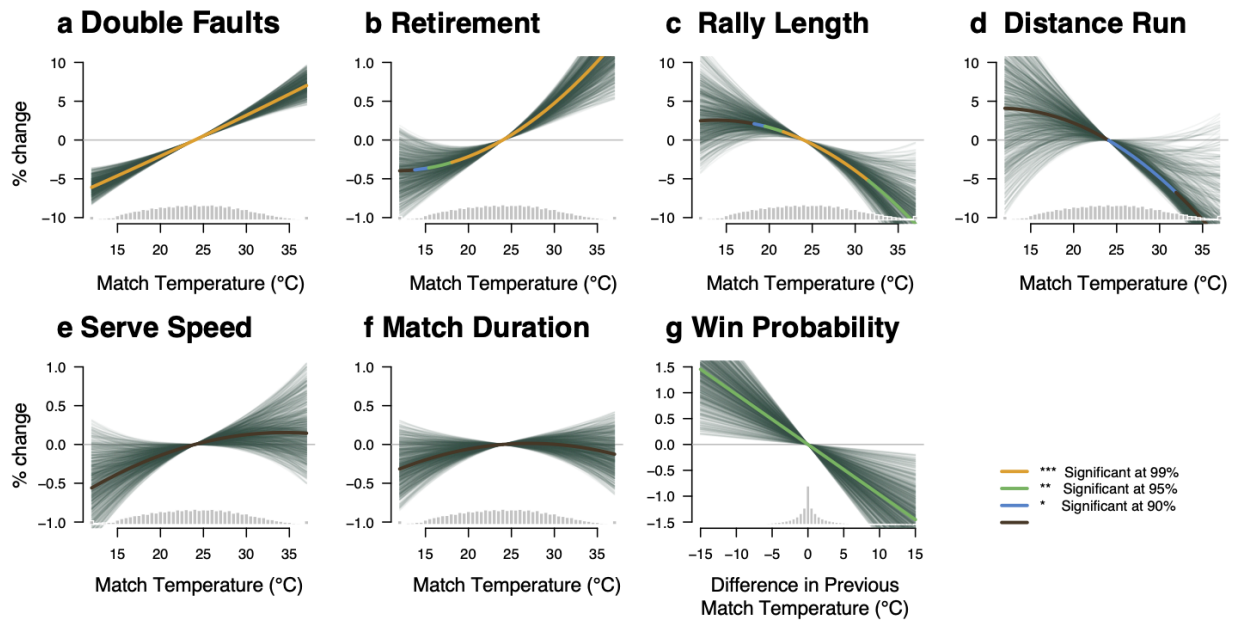 a Double Faults
% change
10
5
0
−5
−10
15 20 25 30 35
Match Temperature (°C)
b Retirement
1.0
0.5
0.0
−0.5
−1.0
15 20 25 30 35
Match Temperature (°C)
c Rally Length
10
5
0
−5
−10
15 20 25 30 35
Match Temperature (°C)
d Distance Run
10
5
0
−5
−10
15 20 25 30 35
Match Temperature (°C)
e Serve Speed
% change
1.0
0.5
0.0
−0.5
−1.0
15 20 25 30 35
Match Temperature (°C)
f Match Duration
1.0
0.5
0.0
−0.5
−1.0
15 20 25 30 35
Match Temperature (°C)
g Win Probability
1.5
1.0
0.5
0.0
−0.5
−1.0
−1.5
−15 −10 −5 0 5 10 15
Difference in Previous
Match Temperature (°C)
*** Significant at 99%
** Significant at 95%
* Significant at 90%